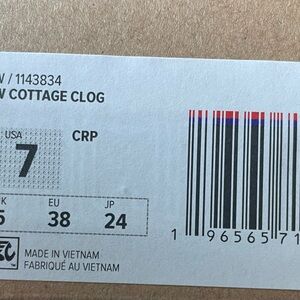 W / 1143834
W COTTAGE CLOG
USA
CRP
7
K
EU
JP
5
38
24
MADE IN VIETNAM
FABRIQUÉ AU VIETNAM
1 96565 71